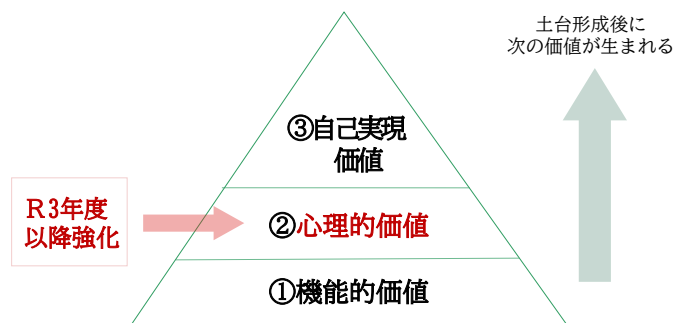 土台形成後に
次の価値が生まれる
③自己実現
価値
R3年度
以降強化
②心理的価値
①機能的価値